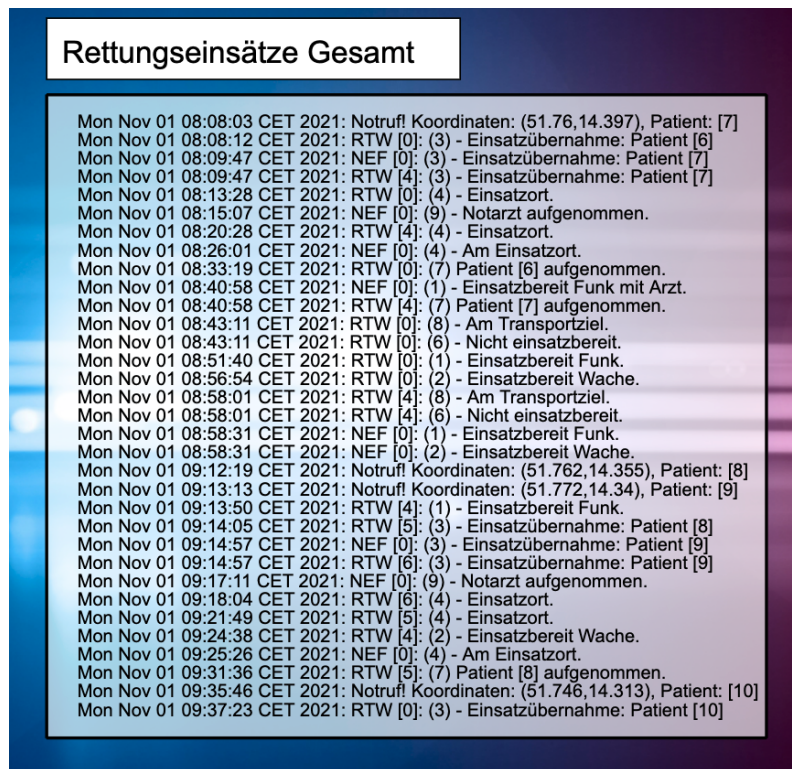 Rettungseinsätze Gesamt
Mon Nov 01 08:08:03 CET 2021: Notruf! Koordinaten: (51.76,14.397), Patient: [7]
Mon Nov 01 08:08:12 CET 2021: RTW [0]: (3) - Einsatzübernahme: Patient [6]
Mon Nov 01 08:09:47 CET 2021: NEF [0]: (3) - Einsatzübernahme: Patient [7]
Mon Nov 01 08:09:47 CET 2021: RTW [4]: (3) - Einsatzübernahme: Patient [7]
Mon Nov 01 08:13:28 CET 2021: RTW [0]: (4) - Einsatzort.
Mon Nov 01 08:15:07 CET 2021: NEF [0]: (9) - Notarzt aufgenommen.
Mon Nov 01 08:20:28 CET 2021: RTW [4]: (4) - Einsatzort.
Mon Nov 01 08:26:01 CET 2021: NEF [0]: (4) - Am Einsatzort.
Mon Nov 01 08:33:19 CET 2021: RTW [0]: (7) Patient [6] aufgenommen.
Mon Nov 01 08:40:58 CET 2021: NEF [0]: (1) - Einsatzbereit Funk mit Arzt.
Mon Nov 01 08:40:58 CET 2021: RTW [4]: (7) Patient [7] aufgenommen.
Mon Nov 01 08:43:11 CET 2021: RTW [0]: (8) - Am Transportziel.
Mon Nov 01 08:43:11 CET 2021: RTW [0]: (6) - Nicht einsatzbereit.
Mon Nov 01 08:51:40 CET 2021: RTW [0]: (1) - Einsatzbereit Funk.
Mon Nov 01 08:56:54 CET 2021: RTW [0]: (2) - Einsatzbereit Wache.
Mon Nov 01 08:58:01 CET 2021: RTW [4]: (8) - Am Transportziel.
Mon Nov 01 08:58:01 CET 2021: RTW [4]: (6) - Nicht einsatzbereit.
Mon Nov 01 08:58:31 CET 2021: NEF [0]: (1) - Einsatzbereit Funk.
Mon Nov 01 08:58:31 CET 2021: NEF [0]: (2) - Einsatzbereit Wache.
Mon Nov 01 09:12:19 CET 2021: Notruf! Koordinaten: (51.762,14.355), Patient: [8]
Mon Nov 01 09:13:13 CET 2021: Notruf! Koordinaten: (51.772,14.34), Patient: [9]
Mon Nov 01 09:13:50 CET 2021: RTW [4]: (1) - Einsatzbereit Funk.
Mon Nov 01 09:14:05 CET 2021: RTW [5]: (3) - Einsatzübernahme: Patient [8]
Mon Nov 01 09:14:57 CET 2021: NEF [0]: (3) - Einsatzübernahme: Patient [9]
Mon Nov 01 09:14:57 CET 2021: RTW [6]: (3) - Einsatzübernahme: Patient [9]
Mon Nov 01 09:17:11 CET 2021: NEF [0]: (9) - Notarzt aufgenommen.
Mon Nov 01 09:18:04 CET 2021: RTW [6]: (4) - Einsatzort.
Mon Nov 01 09:21:49 CET 2021: RTW [5]: (4) - Einsatzort.
Mon Nov 01 09:24:38 CET 2021: RTW [4]: (2) - Einsatzbereit Wache.
Mon Nov 01 09:25:26 CET 2021: NEF [0]: (4) - Am Einsatzort.
Mon Nov 01 09:31:36 CET 2021: RTW [5]: (7) Patient [8] aufgenommen.
Mon Nov 01 09:35:46 CET 2021: Notruf! Koordinaten: (51.746,14.313), Patient: [10]
Mon Nov 01 09:37:23 CET 2021: RTW [0]: (3) - Einsatzübernahme: Patient [10]